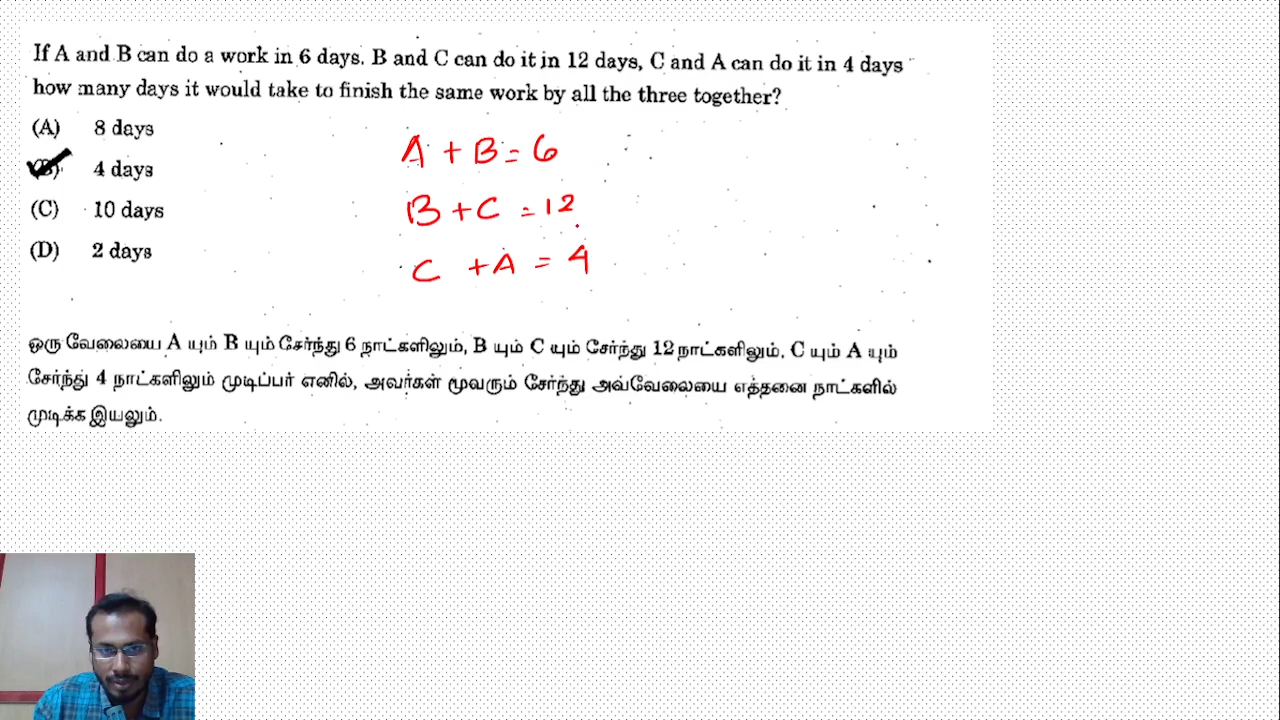 If A and B can do a work in 6 days. B and C can do it in 12 days, C and A can do it in 4 days
how many days it would take to finish the same work by all the three together?
(A) 8 days
(B) 4 days
(C) 10 days
(D) 2 days
A + B = 6
B + C = 12
C + A = 4
ஒரு வேலையை A யும் B யும் சேர்ந்து 6 நாட்களிலும், B யும் C யும் சேர்ந்து 12 நாட்களிலும், C யும் A யும்
சேர்ந்து 4 நாட்களிலும் முடிப்பர் எனில், அவர்கள் மூவரும் சேர்ந்து அவ்வேலையை எத்தனை நாட்களில்
முடிக்க இயலும்.